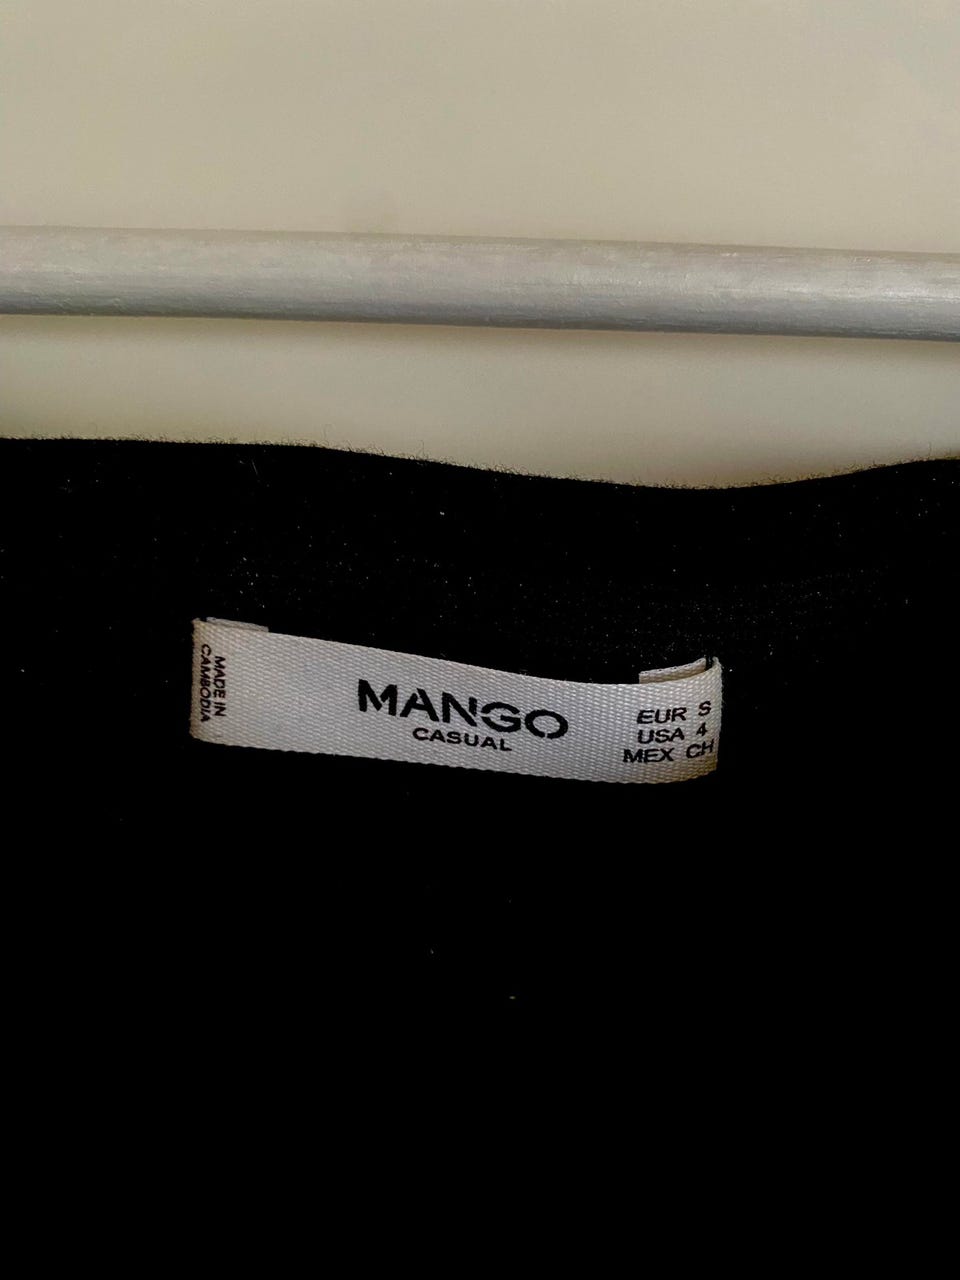 MADE IN
CAMBODIA
MANGO
CASUAL
EUR S
USA 4
MEX CH